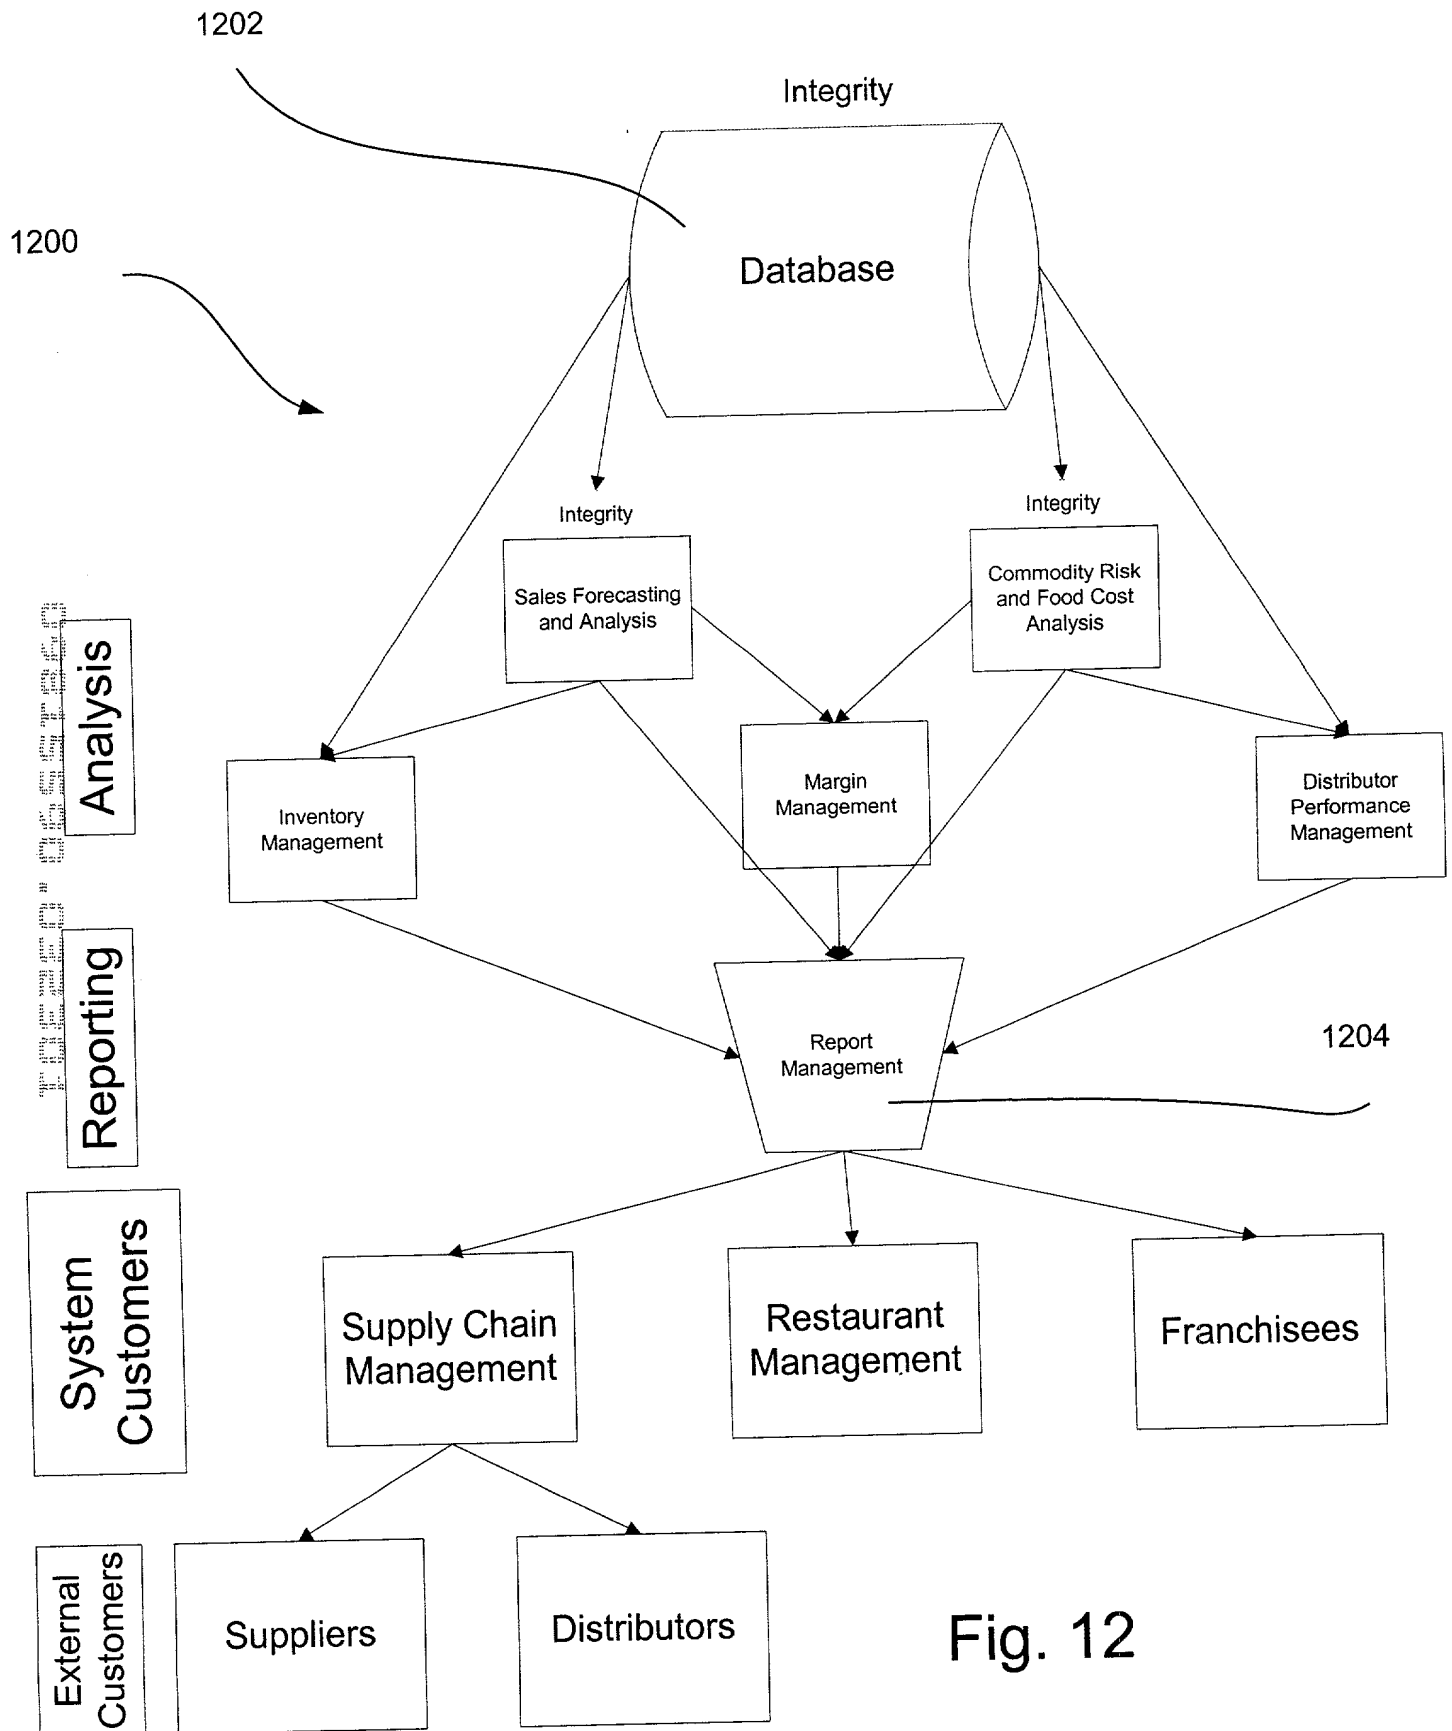 1202
Integrity
1200
Database
Integrity
Integrity
Sales Forecasting
and Analysis
Commodity Risk
and Food Cost
Analysis
Analysis
Inventory
Management
Margin
Management
Distributor
Performance
Management
Reporting
Report
Management
1204
System
Customers
Supply Chain
Management
Restaurant
Management
Franchisees
External
Customers
Suppliers
Distributors
Fig. 12